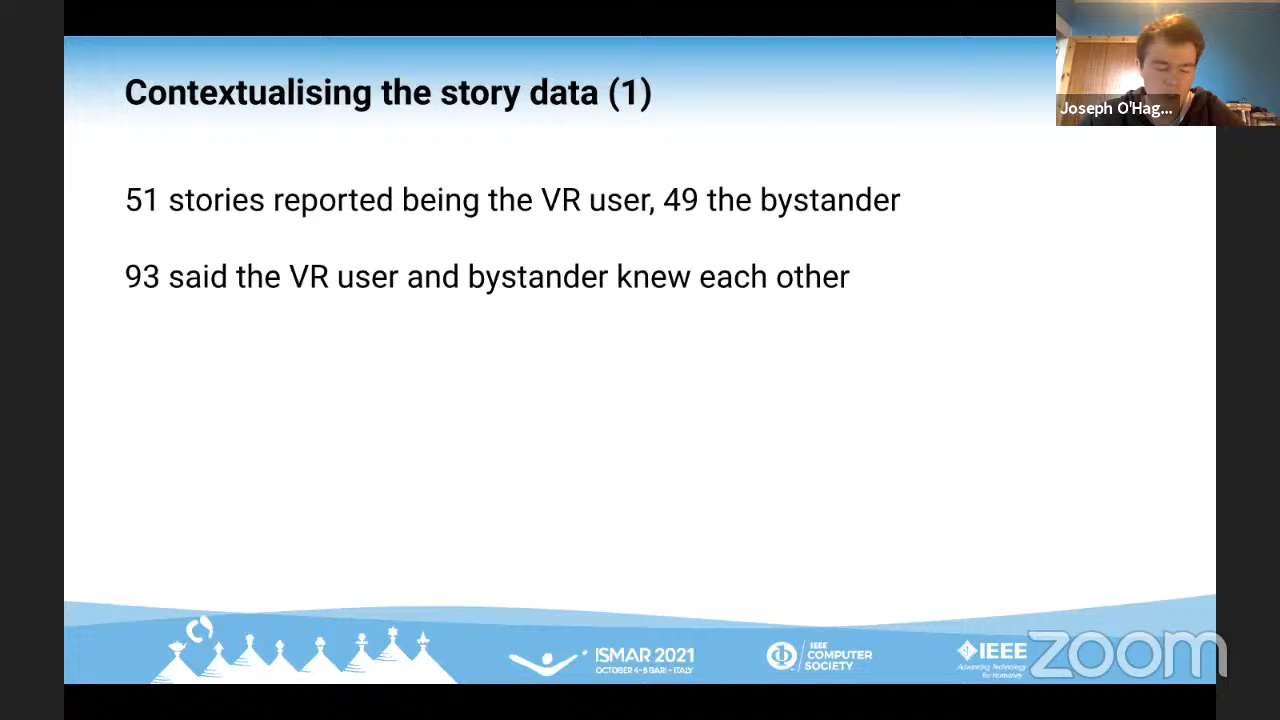 Contextualising the story data (1)
Joseph O'Hag...
51 stories reported being the VR user, 49 the bystander
93 said the VR user and bystander knew each other
ISMAR 2021
OCTOBER 4-8 BARI - ITALY
IEEE
COMPUTER
SOCIETY
IEEE
Advancing Technology
for Humanity
zoom